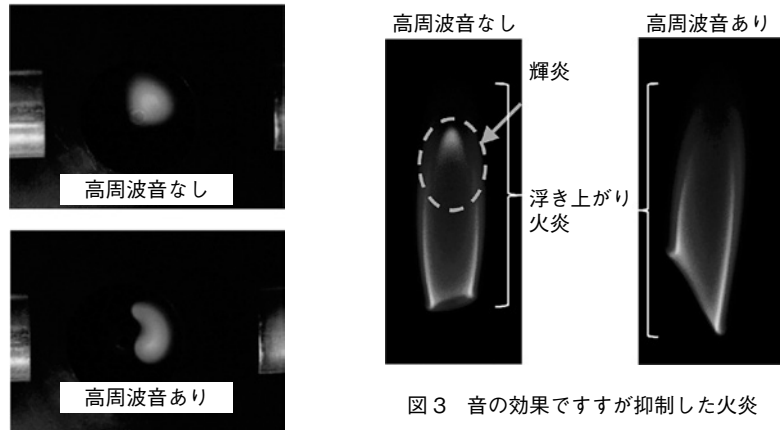 高周波音なし
高周波音あり
高周波音なし
高周波音あり
輝炎
浮き上がり
火炎
図3 音の効果ですすが抑制した火炎